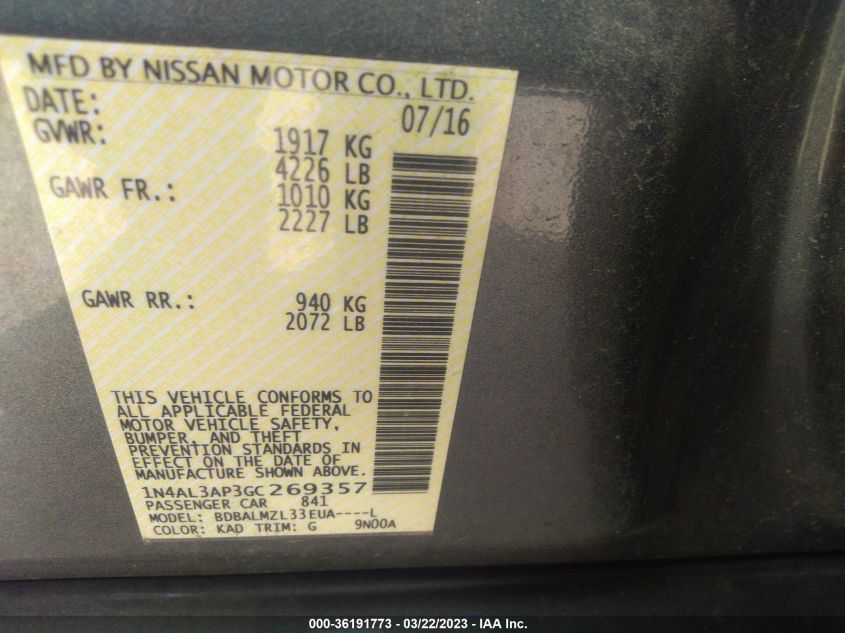 MFD BY NISSAN MOTOR CO., LTD.
DATE: 07/16
GVWR: 1917 KG
4226 LB
GAWR FR.: 1010 KG
2227 LB
GAWR RR.: 940 KG
2072 LB
THIS VEHICLE CONFORMS TO
ALL APPLICABLE FEDERAL
MOTOR VEHICLE SAFETY,
BUMPER, AND THEFT
PREVENTION STANDARDS IN
EFFECT ON THE DATE OF
MANUFACTURE SHOWN ABOVE.
1N4AL3AP3GC269357
PASSENGER CAR 841
MODEL: BDBALMZL33EUA----L
COLOR: KAD TRIM: G 9N00A
000-36191773 - 03/22/2023 - IAA Inc.